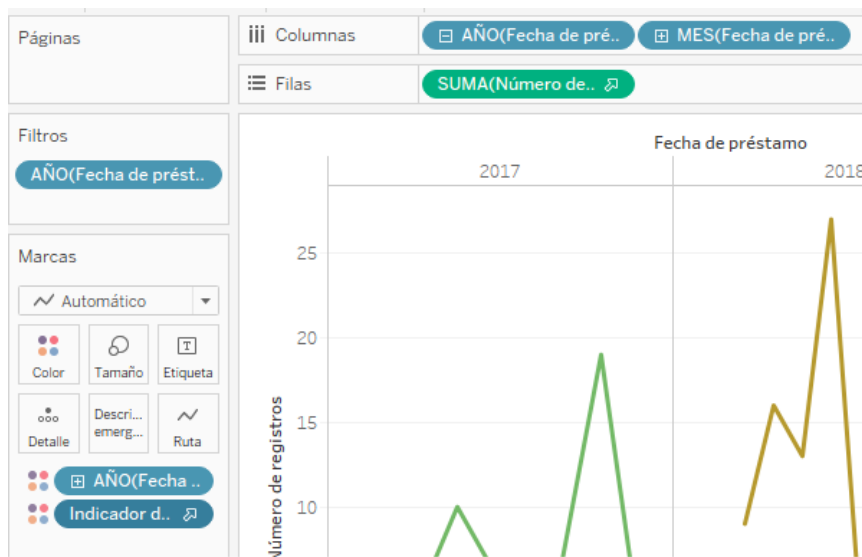 Páginas
Columnas
AÑO(Fecha de pré..
MES(Fecha de pré..
Filas
SUMA(Número de..
Filtros
AÑO(Fecha de prést..
Fecha de préstamo
2017
2018
Marcas
Automático
Color
Tamaño
T
Etiqueta
Detalle
Descri...
emerg...
Ruta
AÑO(Fecha ..
Indicador d..
Número de registros
25
20
15
10